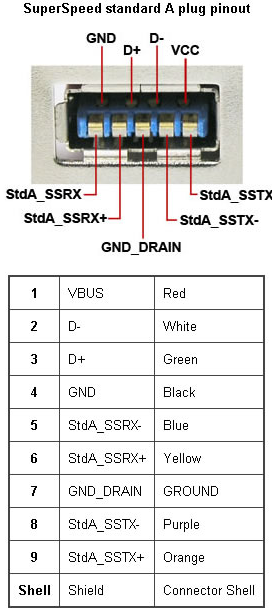 SuperSpeed standard A plug pinout
GND D+ D- VCC
StdA_SSRX StdA_SSTX
StdA_SSRX+ StdA_SSTX-
GND_DRAIN
1 VBUS Red
2 D- White
3 D+ Green
4 GND Black
5 StdA_SSRX- Blue
6 StdA_SSRX+ Yellow
7 GND_DRAIN GROUND
8 StdA_SSTX- Purple
9 StdA_SSTX+ Orange
Shell Shield Connector Shell